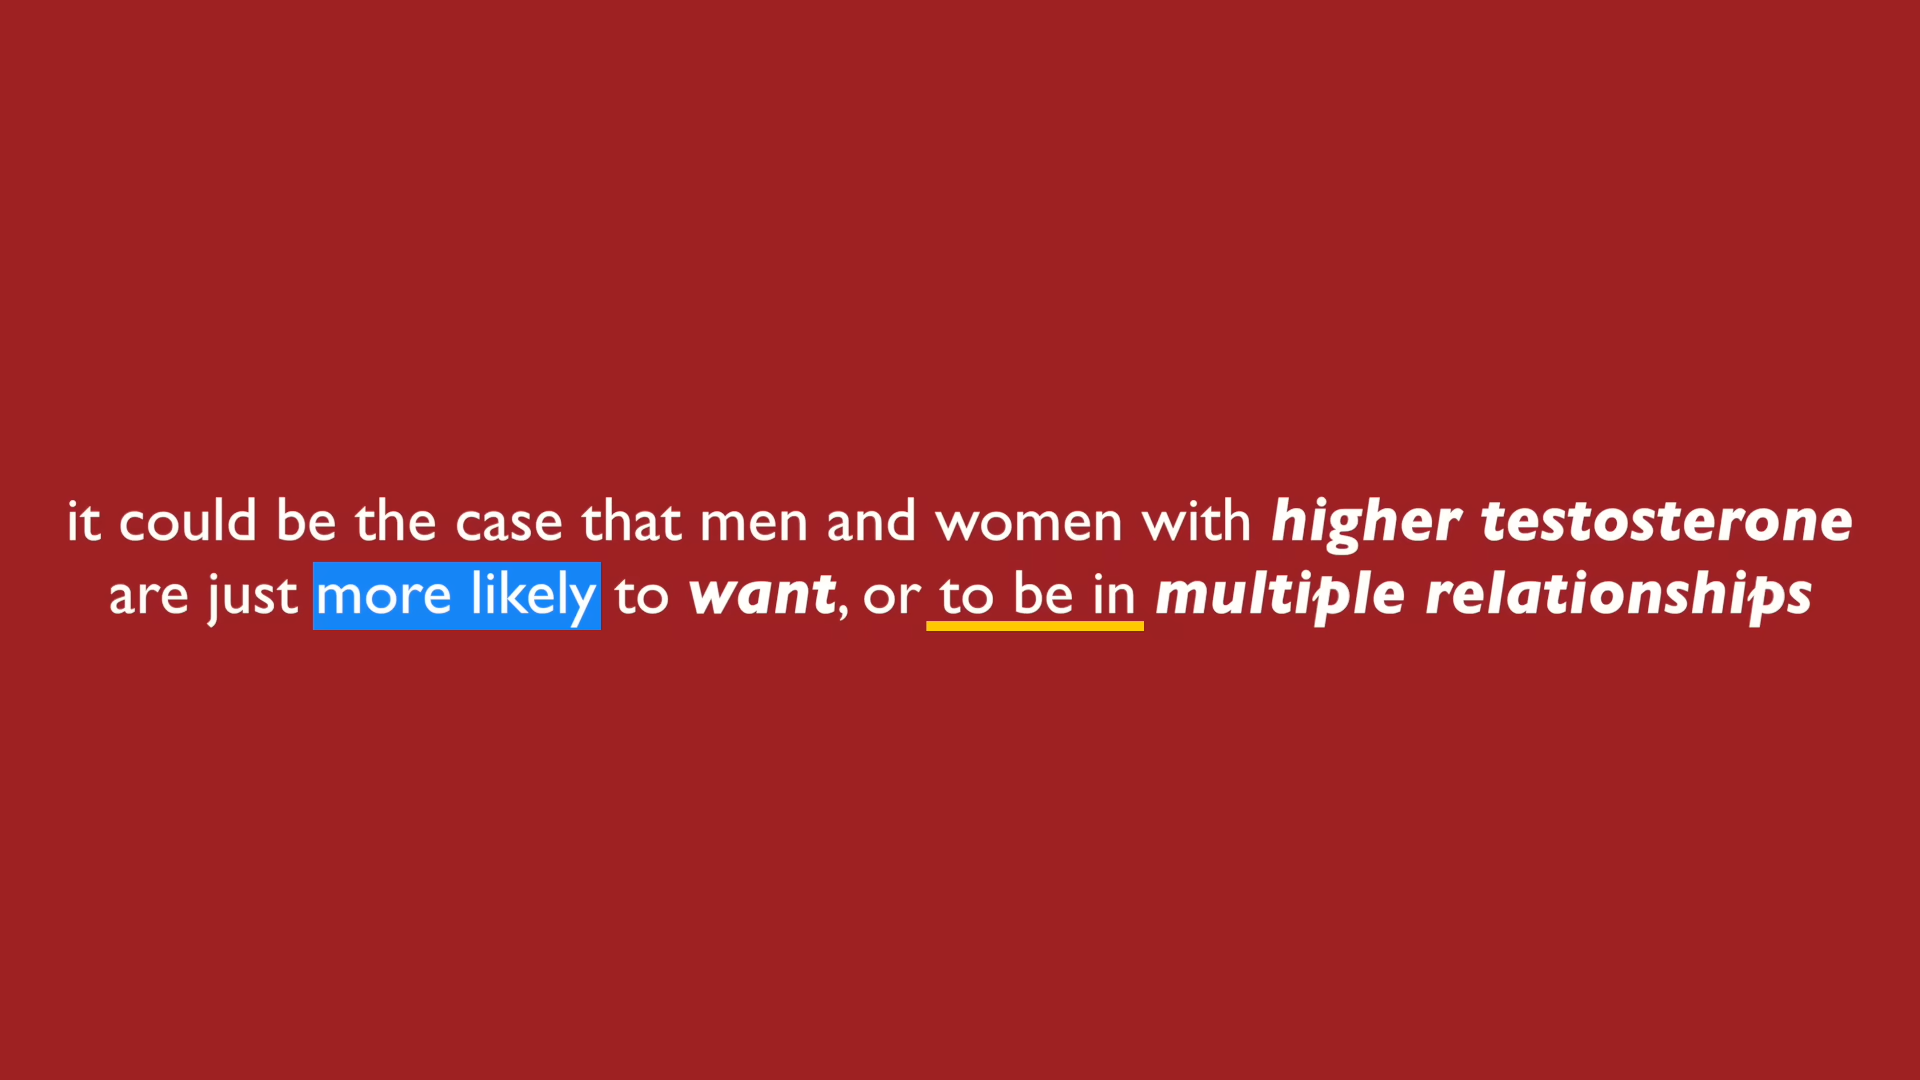 it could be the case that men and women with higher testosterone
are just more likely to want, or to be in multiple relationships